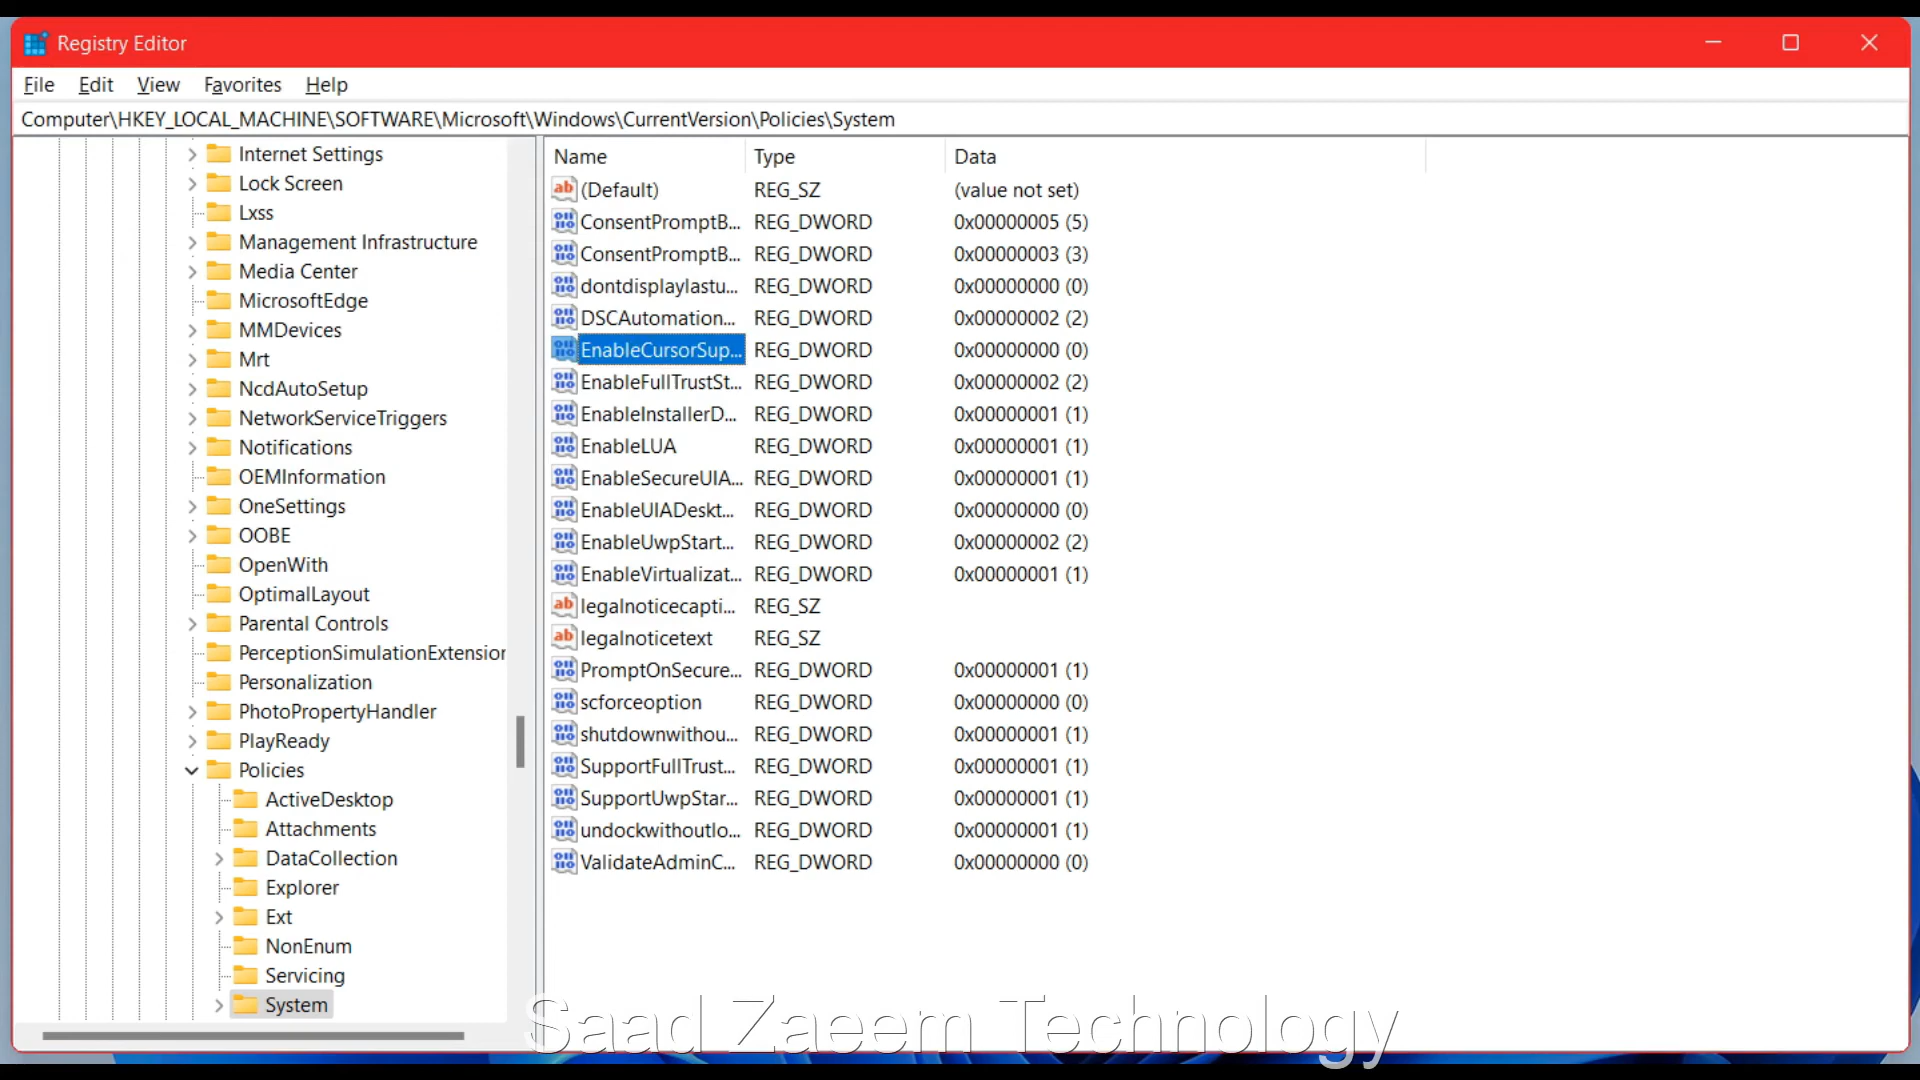 Registry Editor
File Edit View Favorites Help
Computer\HKEY_LOCAL_MACHINE\SOFTWARE\Microsoft\Windows\CurrentVersion\Policies\System
Internet Settings
Lock Screen
Lxss
Management Infrastructure
Media Center
MicrosoftEdge
MMDevices
Mrt
NcdAutoSetup
NetworkServiceTriggers
Notifications
OEMInformation
OneSettings
OOBE
OpenWith
OptimalLayout
Parental Controls
PerceptionSimulationExtension
Personalization
PhotoPropertyHandler
PlayReady
Policies
ActiveDesktop
Attachments
DataCollection
Explorer
Ext
NonEnum
Servicing
System
Name Type Data
(Default) REG_SZ (value not set)
ConsentPromptB... REG_DWORD 0x00000005 (5)
ConsentPromptB... REG_DWORD 0x00000003 (3)
dontdisplaylastu... REG_DWORD 0x00000000 (0)
DSCAutomation... REG_DWORD 0x00000002 (2)
EnableCursorSup... REG_DWORD 0x00000000 (0)
EnableFullTrustSt... REG_DWORD 0x00000002 (2)
EnableInstallerD... REG_DWORD 0x00000001 (1)
EnableLUA REG_DWORD 0x00000001 (1)
EnableSecureUIA... REG_DWORD 0x00000001 (1)
EnableUIADeskt... REG_DWORD 0x00000000 (0)
EnableUwpStart... REG_DWORD 0x00000002 (2)
EnableVirtualizat... REG_DWORD 0x00000001 (1)
legalnoticecapti... REG_SZ
legalnoticetext REG_SZ
PromptOnSecure... REG_DWORD 0x00000001 (1)
scforceoption REG_DWORD 0x00000000 (0)
shutdownwithou... REG_DWORD 0x00000001 (1)
SupportFullTrust... REG_DWORD 0x00000001 (1)
SupportUwpStar... REG_DWORD 0x00000001 (1)
undockwithoutlo... REG_DWORD 0x00000001 (1)
ValidateAdminC... REG_DWORD 0x00000000 (0)
Saad Zaeem Technology